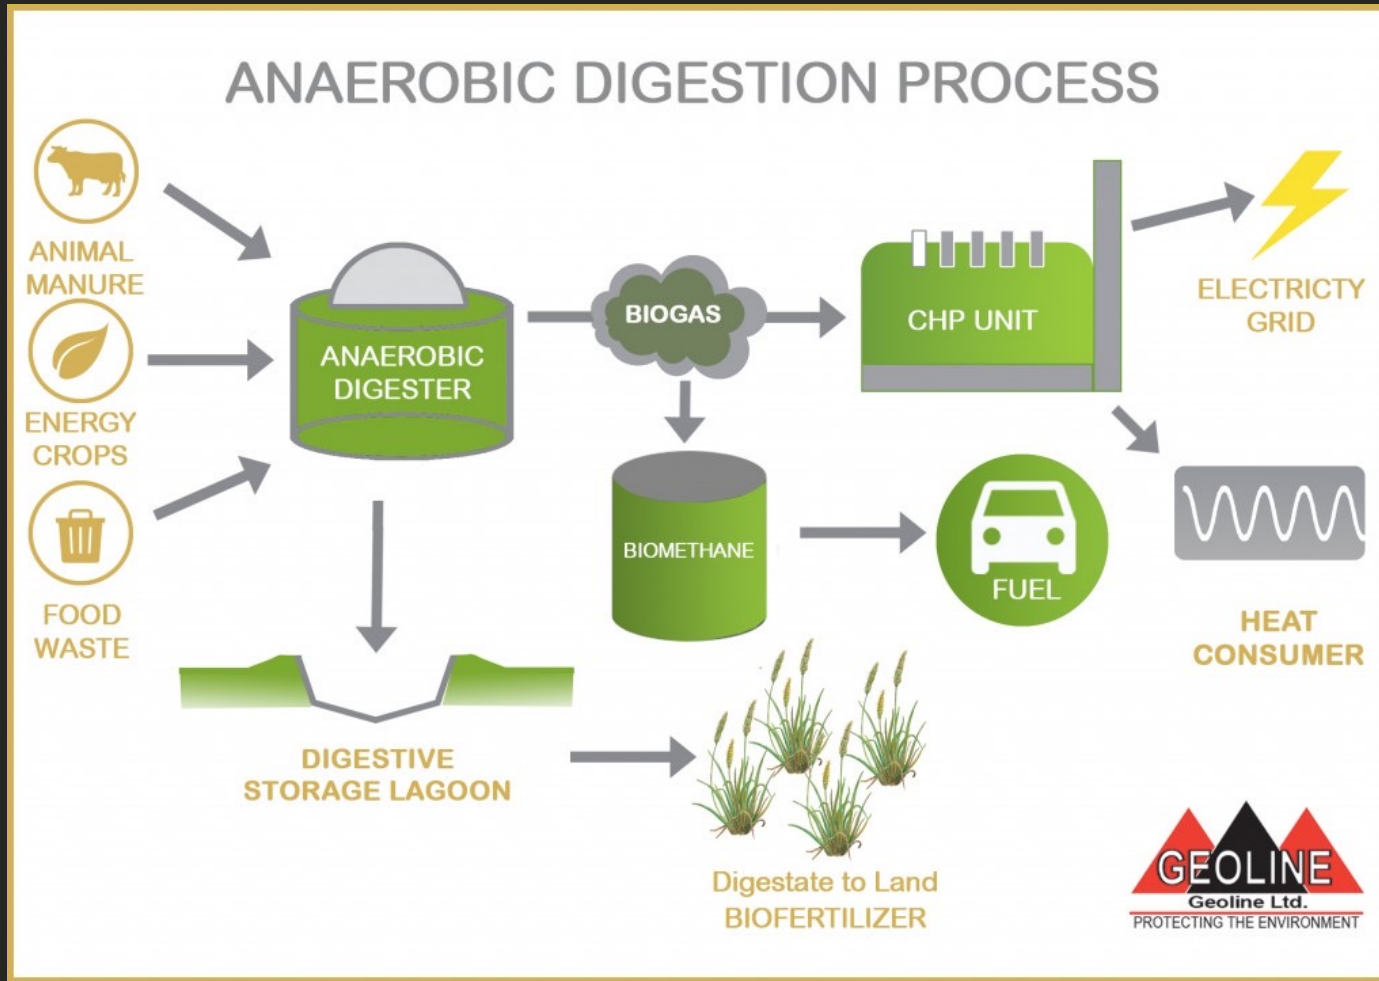 ANAEROBIC DIGESTION PROCESS
ANIMAL
MANURE
ENERGY
CROPS
FOOD
WASTE
ANAEROBIC
DIGESTER
BIOGAS
CHP UNIT
ELECTRICTY
GRID
BIOMETHANE
FUEL
HEAT
CONSUMER
DIGESTIVE
STORAGE LAGOON
Digestate to Land
BIOFERTILIZER
GEOLINE
Geoline Ltd.
PROTECTING THE ENVIRONMENT